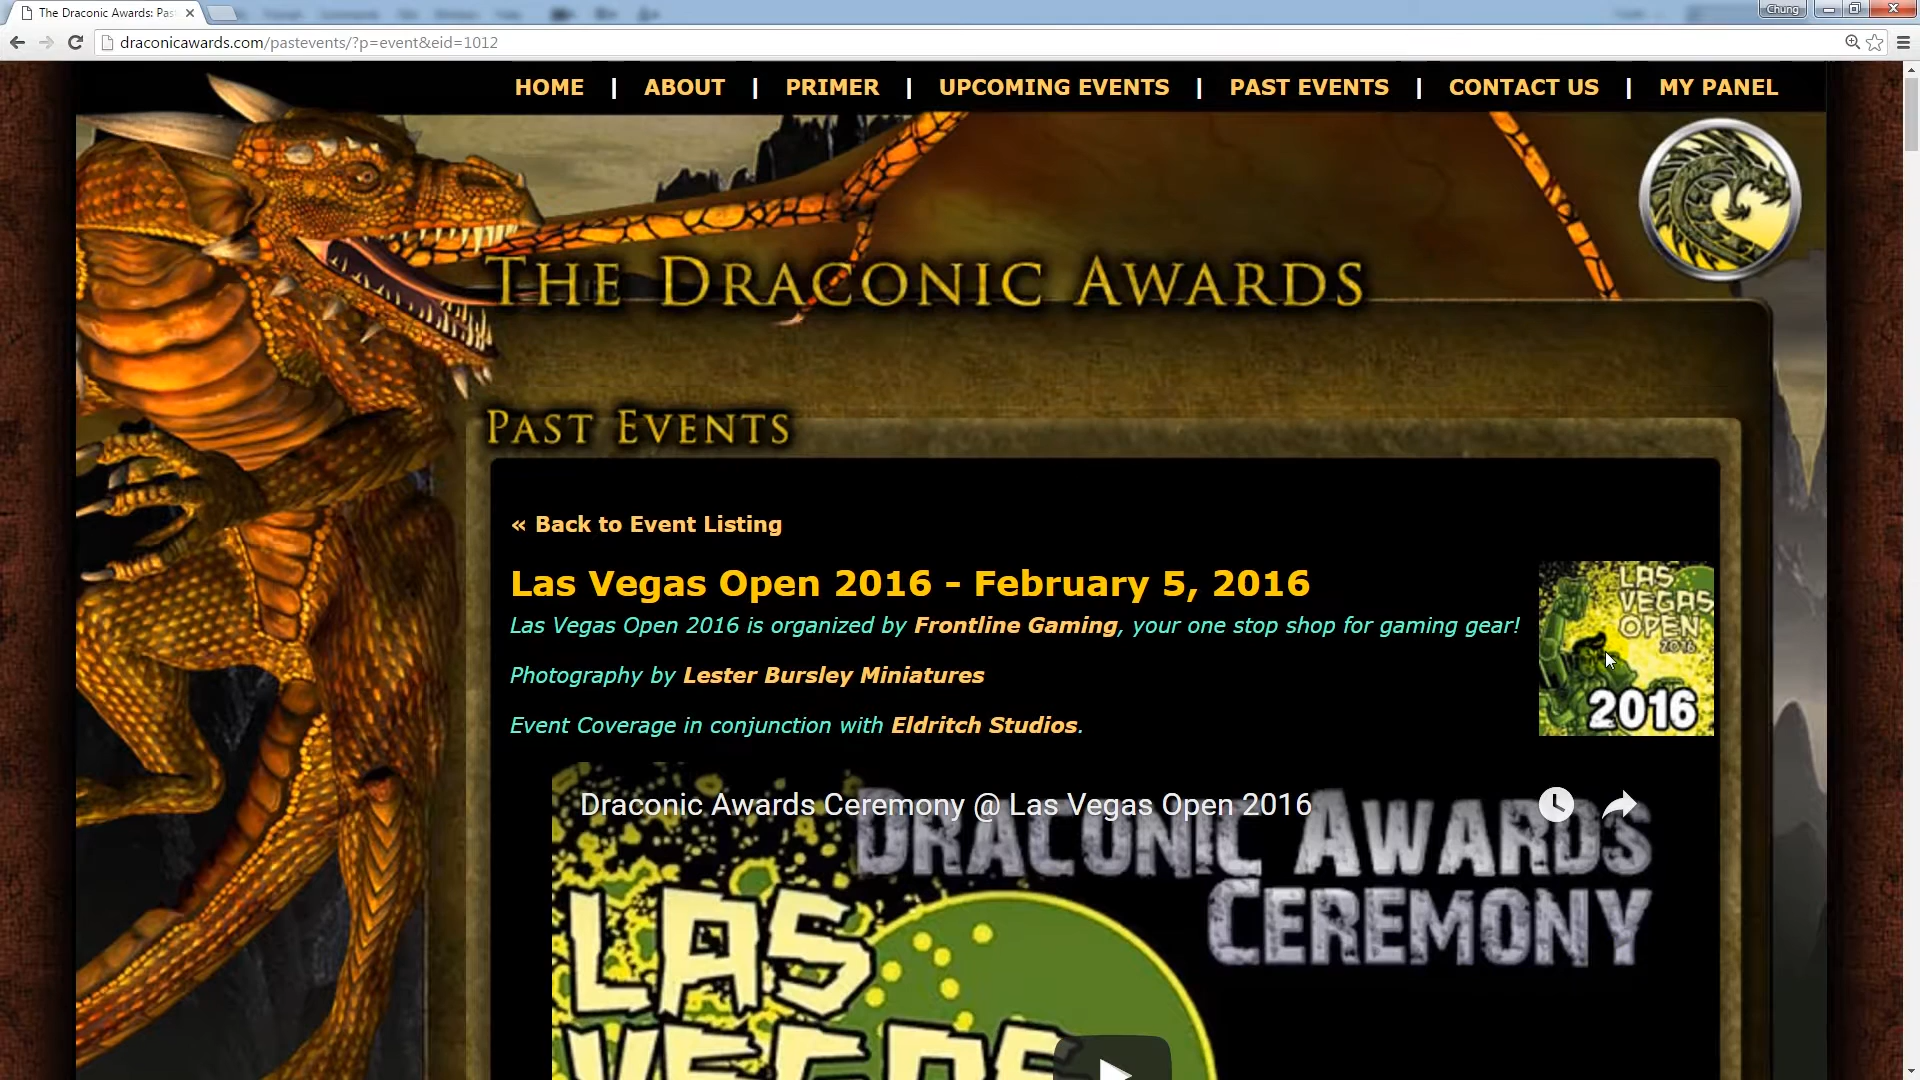 The Draconic Awards: Pas
Chung
draconicawards.com/pastevents/?p=event&eid=1012
HOME | ABOUT | PRIMER | UPCOMING EVENTS | PAST EVENTS | CONTACT US | MY PANEL
THE DRACONIC AWARDS
PAST EVENTS
« Back to Event Listing
Las Vegas Open 2016 - February 5, 2016
Las Vegas Open 2016 is organized by Frontline Gaming, your one stop shop for gaming gear!
Photography by Lester Bursley Miniatures
Event Coverage in conjunction with Eldritch Studios.
LAS
VEGAS
OPEN
2016
2016
Draconic Awards Ceremony @ Las Vegas Open 2016
DRACONIC AWARDS
CEREMONY
LAS
VEGAS